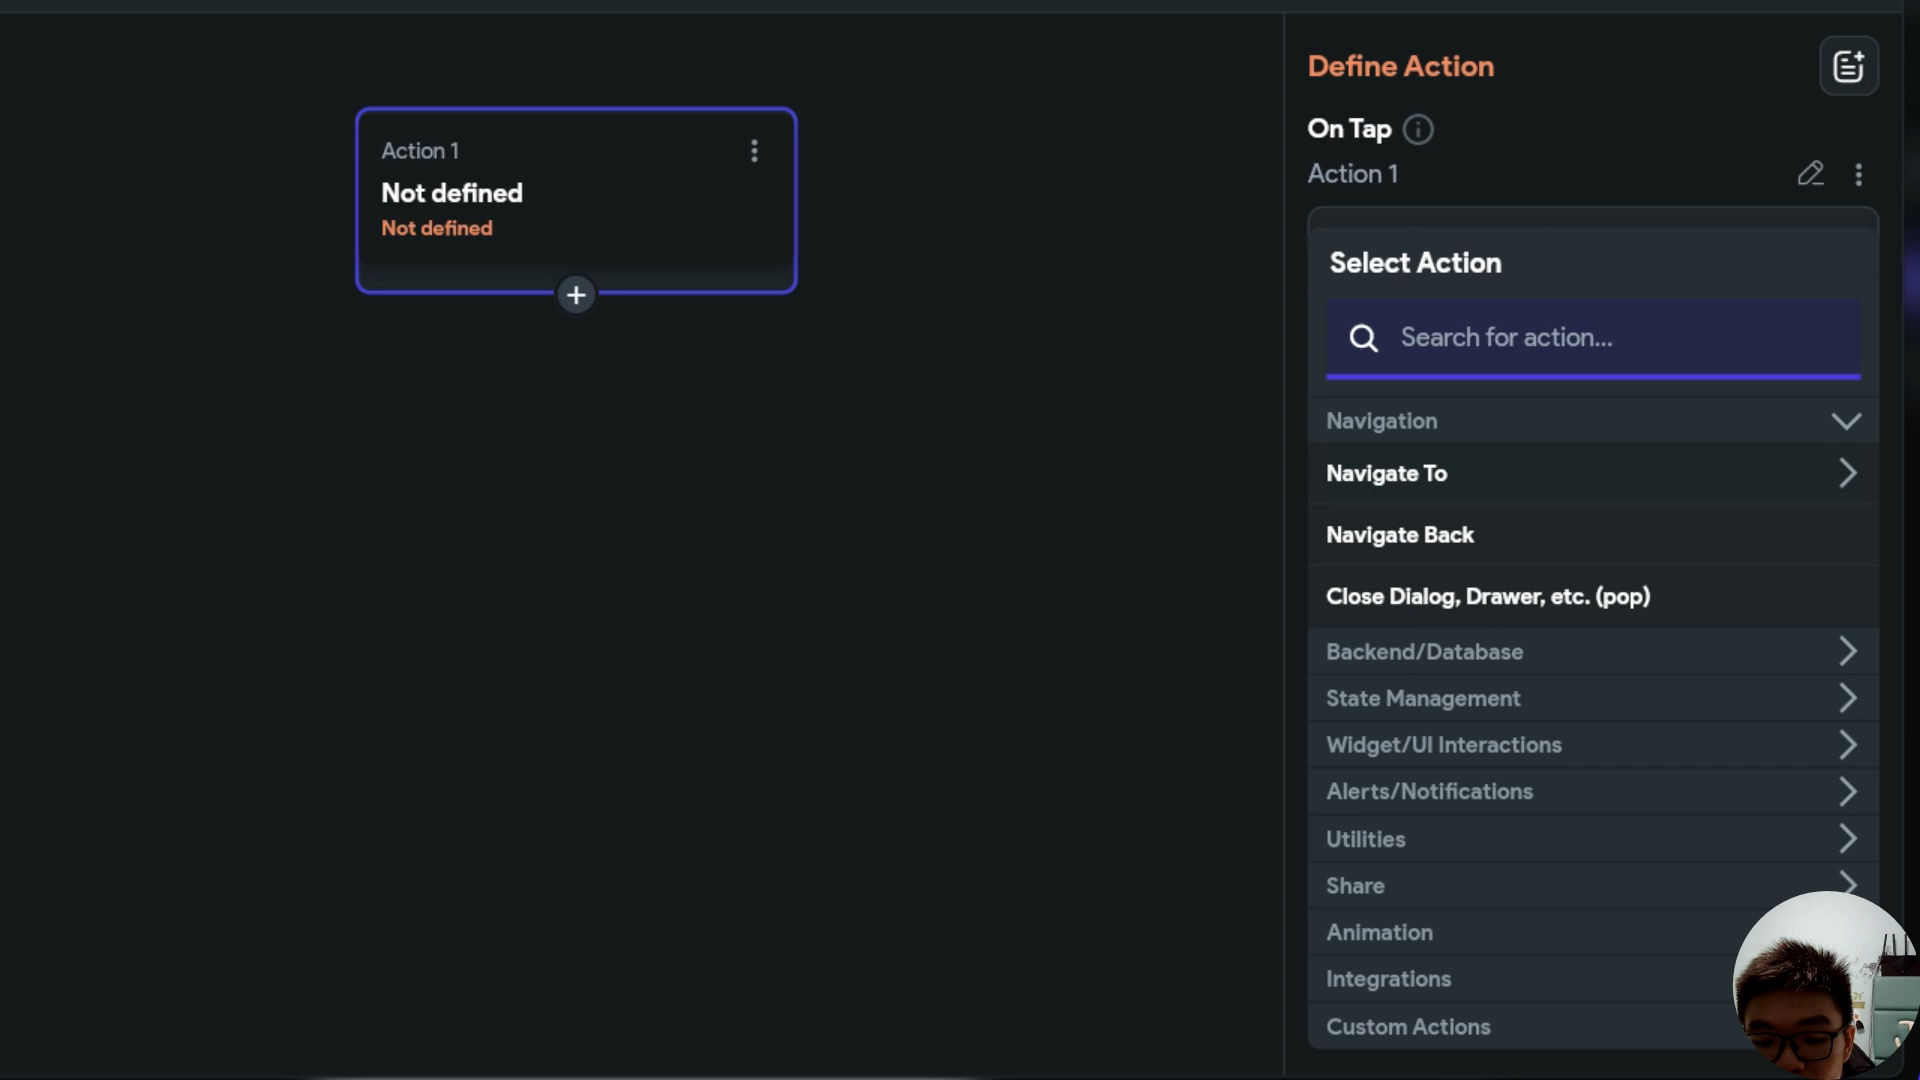 Define Action
On Tap
Action 1
Action 1
Not defined
Not defined
Select Action
Search for action...
Navigation
Navigate To
Navigate Back
Close Dialog, Drawer, etc. (pop)
Backend/Database
State Management
Widget/UI Interactions
Alerts/Notifications
Utilities
Share
Animation
Integrations
Custom Actions